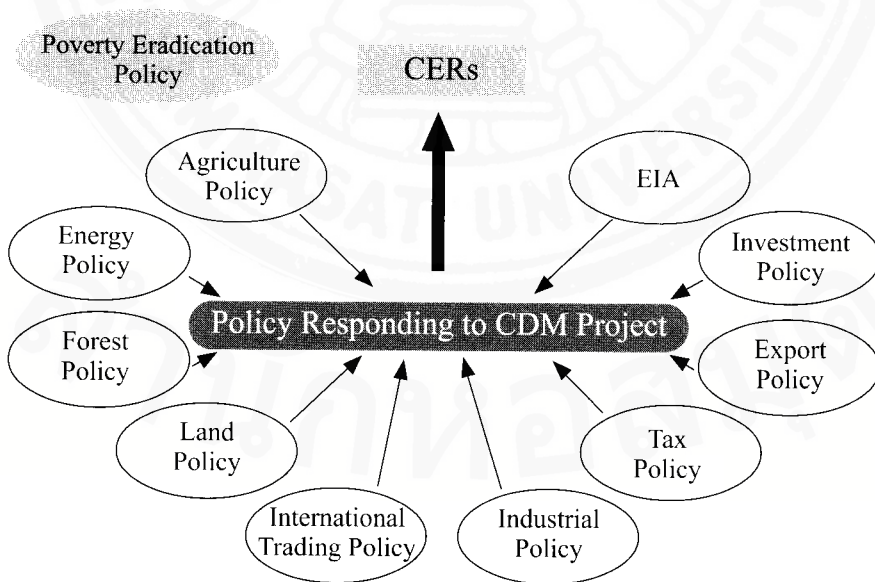 Poverty Eradication
Policy
CERs
Agriculture
Policy
EIA
Energy
Policy
Investment
Policy
Policy Responding to CDM Project
Forest
Policy
Export
Policy
Land
Policy
Tax
Policy
International
Trading Policy
Industrial
Policy